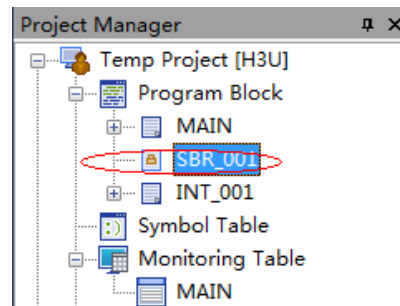 Project Manager
Temp Project [H3U]
Program Block
MAIN
SBR_001
INT_001
Symbol Table
Monitoring Table
MAIN